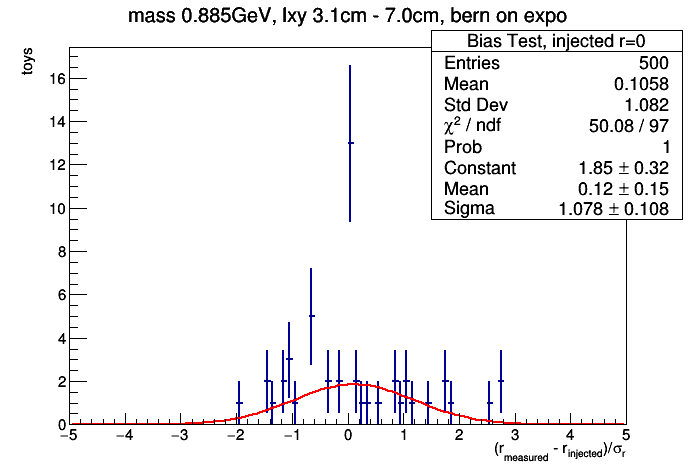 mass 0.885GeV, lxy 3.1cm - 7.0cm, bern on expo
Bias Test, injected r=0
Entries 500
Mean 0.1058
Std Dev 1.082
χ² / ndf 50.08 / 97
Prob 1
Constant 1.85 ± 0.32
Mean 0.12 ± 0.15
Sigma 1.078 ± 0.108
toys
16
14
12
10
8
6
4
2
0
−5 −4 −3 −2 −1 0 1 2 3 4 5
(r_measured - r_injected)/σ_r